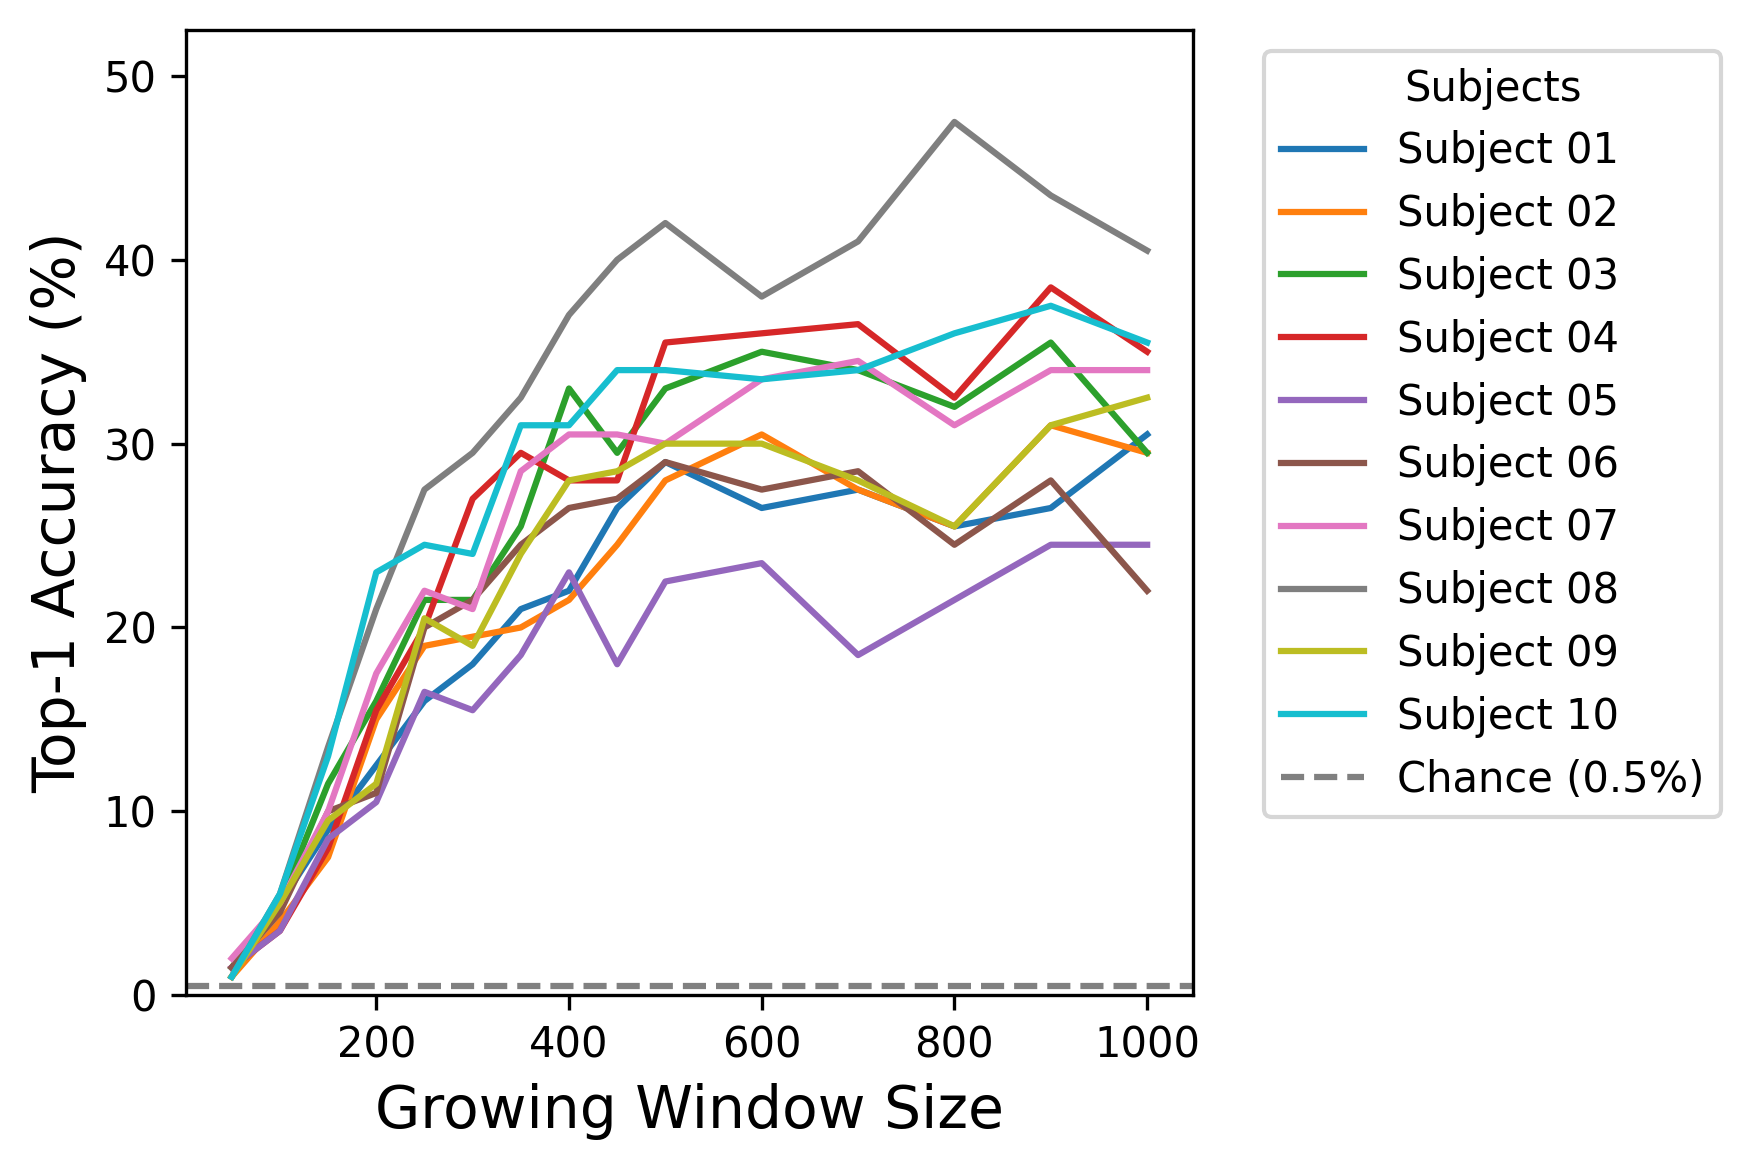 50
40
30
20
10
0
Top-1 Accuracy (%)
200 400 600 800 1000
Growing Window Size
Subjects
Subject 01
Subject 02
Subject 03
Subject 04
Subject 05
Subject 06
Subject 07
Subject 08
Subject 09
Subject 10
Chance (0.5%)